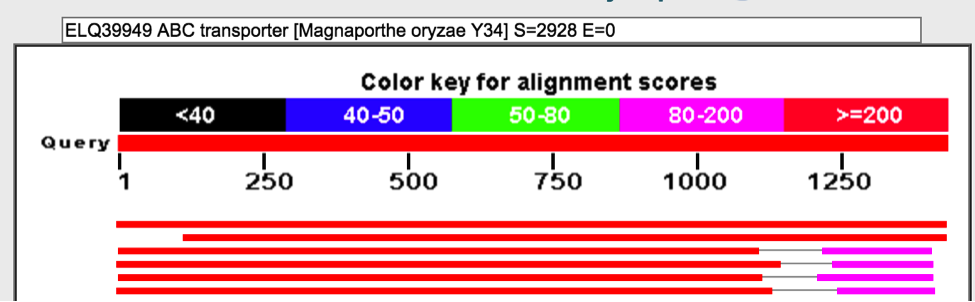 ELQ39949 ABC transporter [Magnaporthe oryzae Y34] S=2928 E=0
Color key for alignment scores
<40 40-50 50-80 80-200 >=200
Query
1 250 500 750 1000 1250